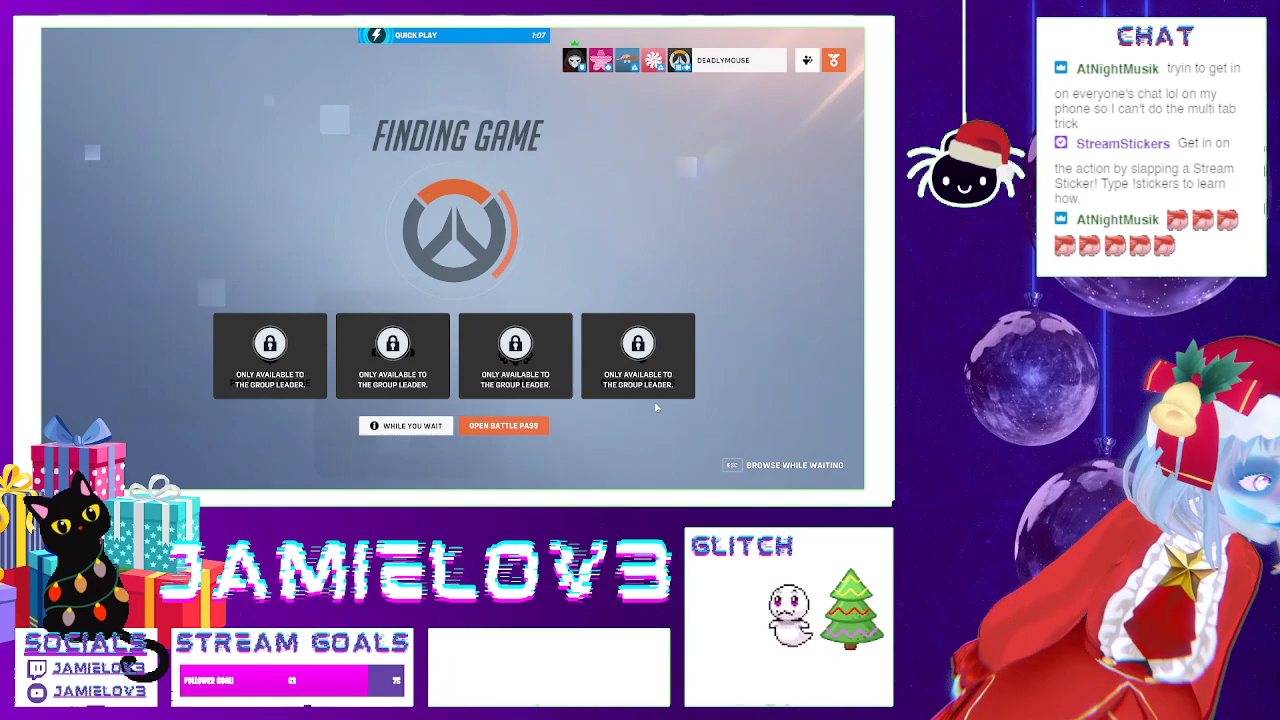 QUICK PLAY 1:07
DEADLYMOUSE
FINDING GAME
ONLY AVAILABLE TO
THE GROUP LEADER.
ONLY AVAILABLE TO
THE GROUP LEADER.
ONLY AVAILABLE TO
THE GROUP LEADER.
ONLY AVAILABLE TO
THE GROUP LEADER.
WHILE YOU WAIT
OPEN BATTLE PASS
ESC BROWSE WHILE WAITING
CHAT
AtNightMusik tryin to get in
on everyone's chat lol on my
phone so I can't do the multi tab
trick
StreamStickers Get in on
the action by slapping a Stream
Sticker! Type !stickers to learn
how.
AtNightMusik
JAMIELOV3
GLITCH
SOCIALS
JAMIELOV3
JAMIELOV3
STREAM GOALS
FOLLOWER GOAL! 63 75